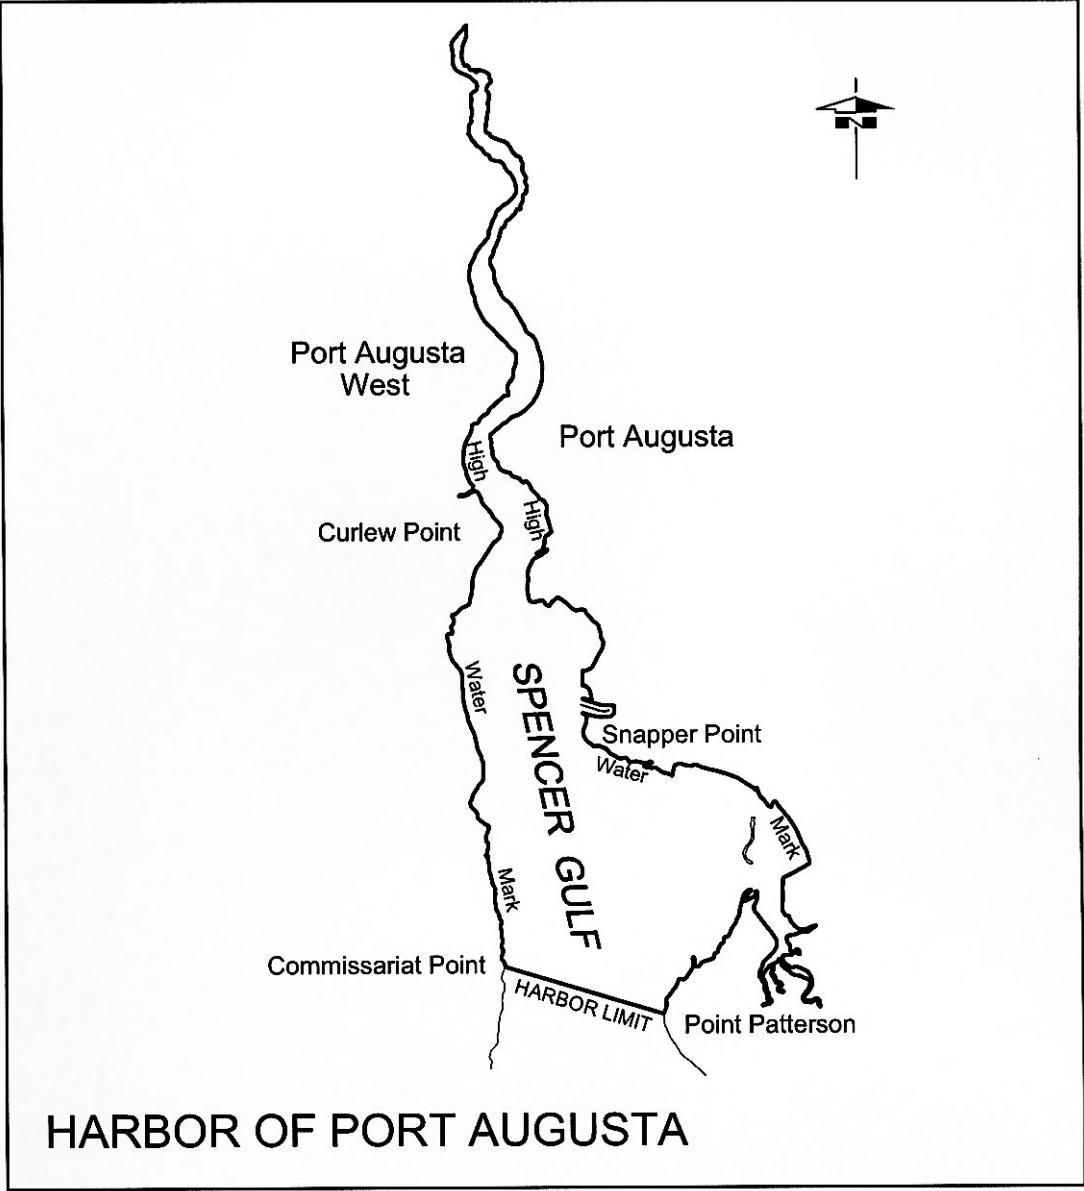 N
Port Augusta
West
Port Augusta
High
High
Curlew Point
Water
SPENCER GULF
Snapper Point
Water
Mark
Mark
Commissariat Point
HARBOR LIMIT
Point Patterson
HARBOR OF PORT AUGUSTA